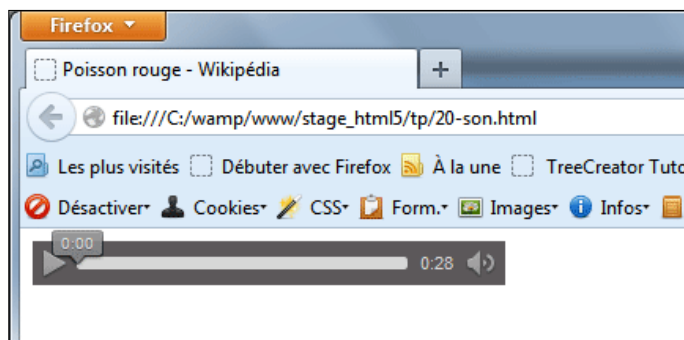 Firefox
Poisson rouge - Wikipédia
file:///C:/wamp/www/stage_html5/tp/20-son.html
Les plus visités Débuter avec Firefox À la une TreeCreator Tuto
Désactiver Cookies CSS Form. Images Infos
0:00
0:28